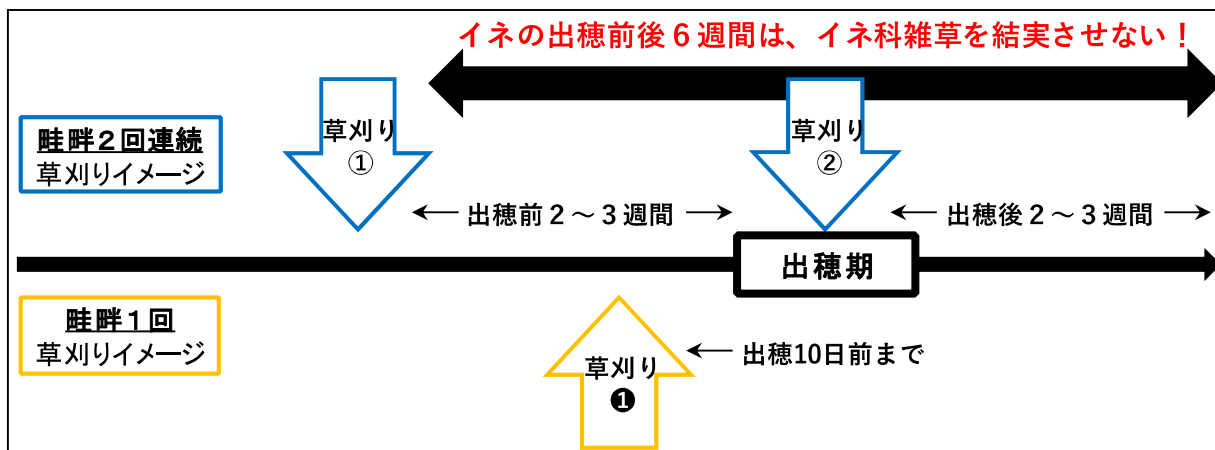 イネの出穂前後６週間は、イネ科雑草を結実させない！
畦畔２回連続
草刈りイメージ
草刈り
①
草刈り
②
出穂前２～３週間
出穂後２～３週間
出穂期
畦畔１回
草刈りイメージ
草刈り
❶
出穂10日前まで